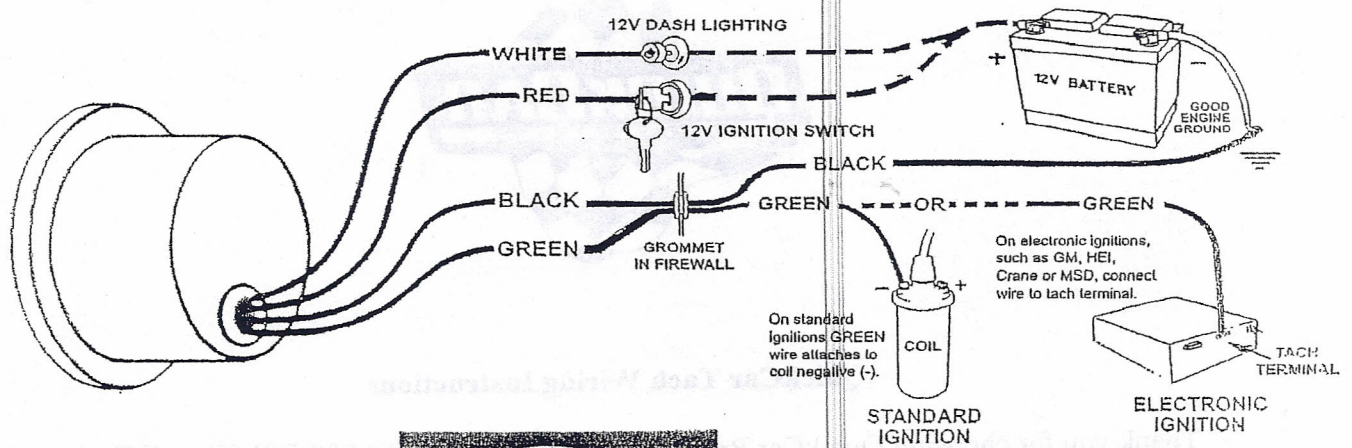 12V DASH LIGHTING
WHITE
RED
12V IGNITION SWITCH
+
-
12V BATTERY
GOOD
ENGINE
GROUND
BLACK
BLACK
GREEN
OR
GREEN
GREEN
GROMMET
IN FIREWALL
On electronic ignitions,
such as GM, HEI,
Crane or MSD, connect
wire to tach terminal.
- +
On standard
ignitions GREEN
wire attaches to
coil negative (-).
COIL
TACH
TERMINAL
STANDARD
IGNITION
ELECTRONIC
IGNITION